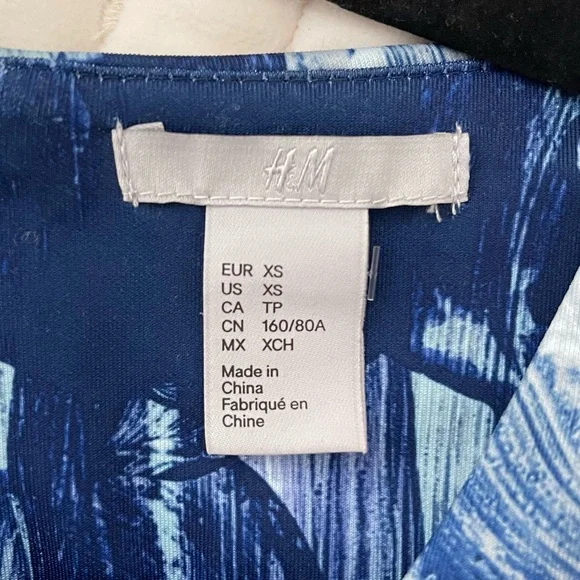 H&M
EUR XS
US XS
CA TP
CN 160/80A
MX XCH
Made in
China
Fabriqué en
Chine